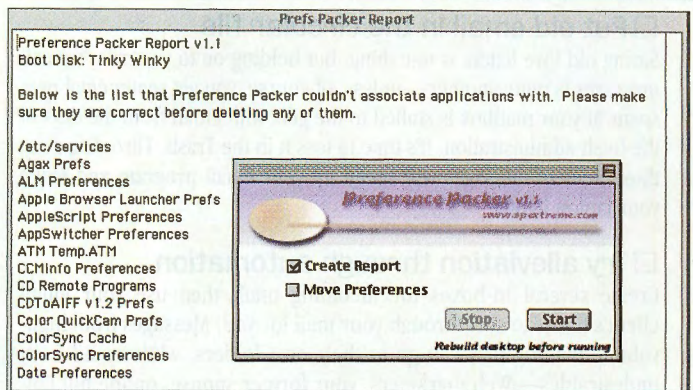 Prefs Packer Report
Preference Packer Report v1.1
Boot Disk: Tinky Winky
Below is the list that Preference Packer couldn't associate applications with. Please make
sure they are correct before deleting any of them.
/etc/services
Agax Prefs
ALM Preferences
Apple Browser Launcher Prefs
AppleScript Preferences
AppSwitcher Preferences
ATM Temp.ATM
CCMInfo Preferences
CD Remote Programs
CDToAIFF v1.2 Prefs
Color QuickCam Prefs
ColorSync Cache
ColorSync Preferences
Date Preferences
Preference Packer v1.1
www.apextreme.com
Create Report
Move Preferences
Stop
Start
Rebuild desktop before running